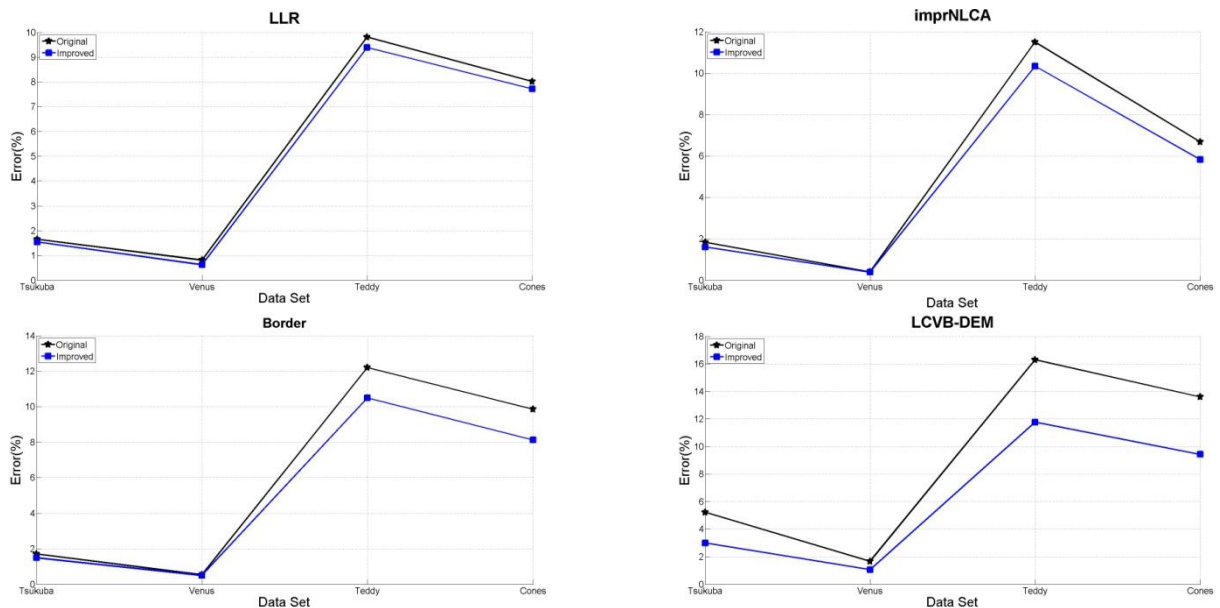 LLR
Original
Improved
Error(%)
10
9
8
7
6
5
4
3
2
1
0
Tsukuba Venus Teddy Cones
Data Set
imprNLCA
Original
Improved
Error(%)
12
10
8
6
4
2
0
Tsukuba Venus Teddy Cones
Data Set
Border
Original
Improved
Error(%)
14
12
10
8
6
4
2
0
Tsukuba Venus Teddy Cones
Data Set
LCVB-DEM
Original
Improved
Error(%)
18
16
14
12
10
8
6
4
2
0
Tsukuba Venus Teddy Cones
Data Set